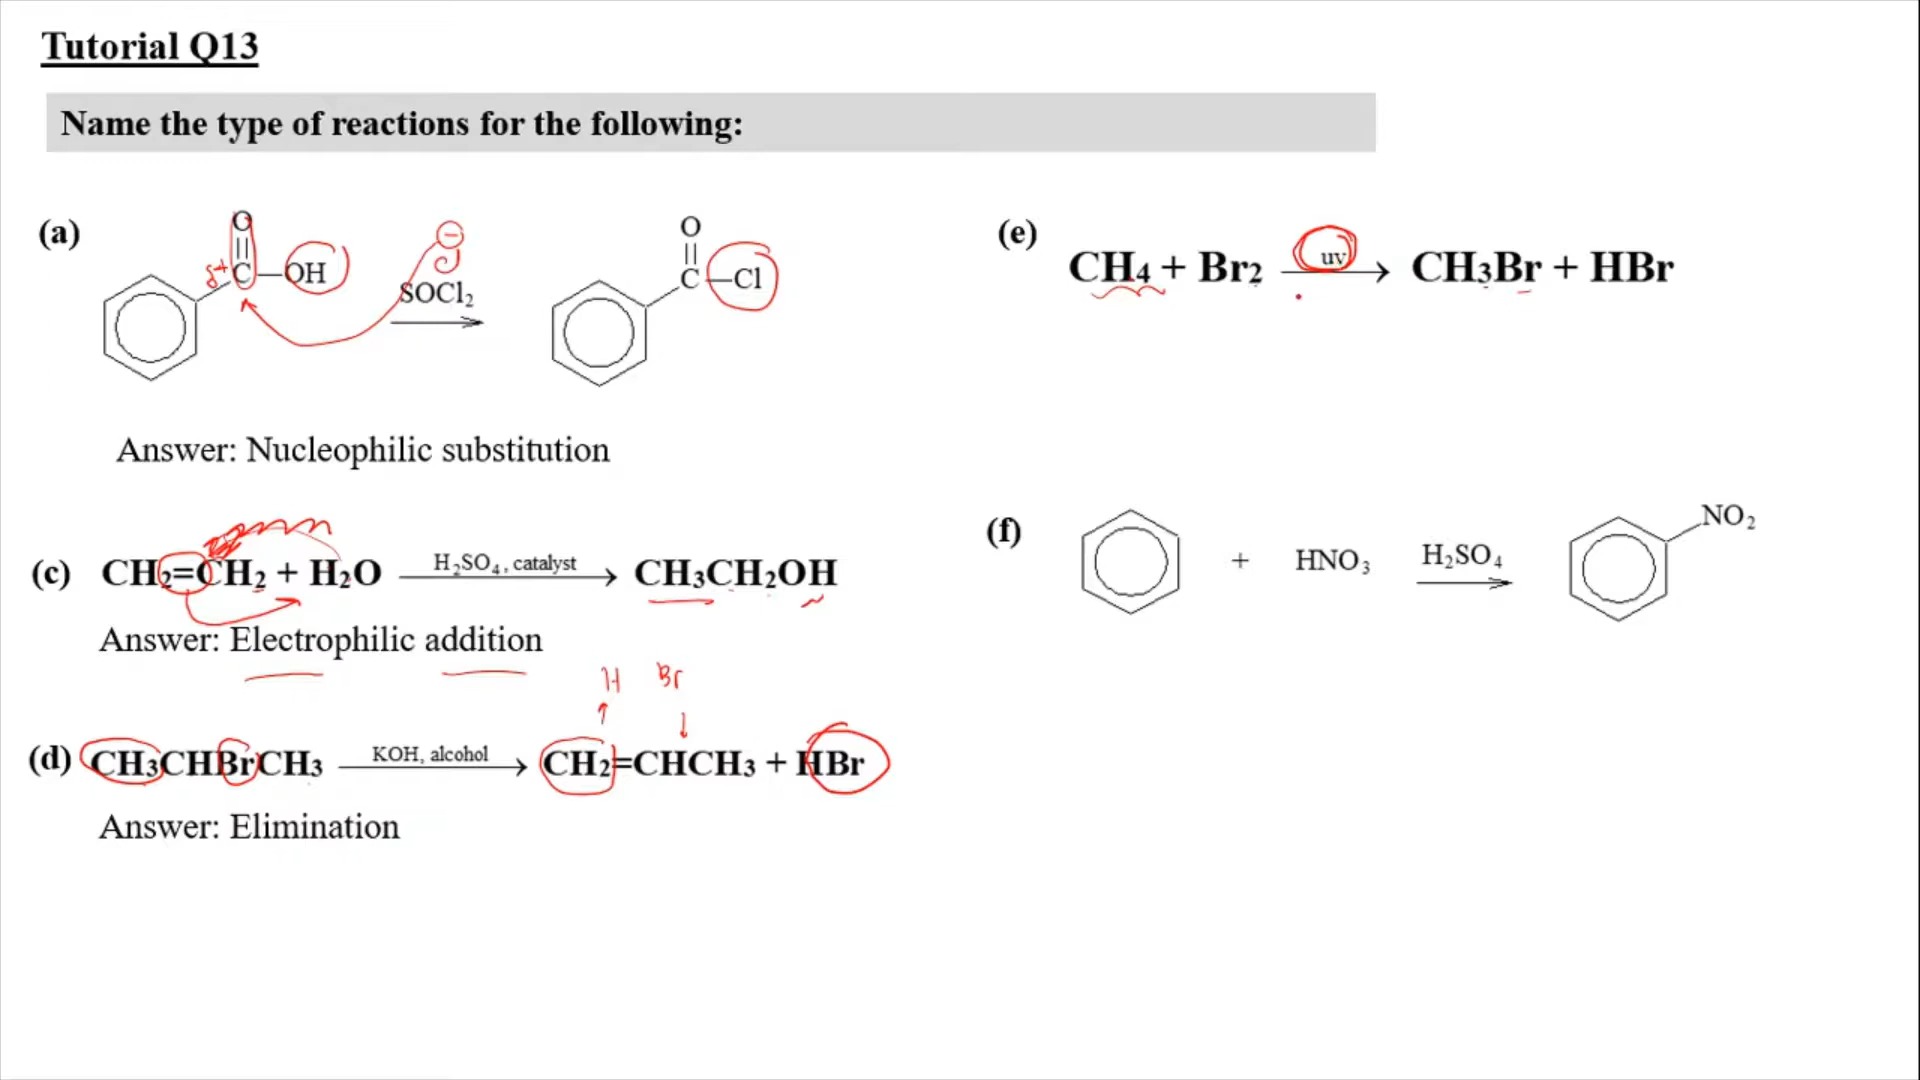 Tutorial Q13
Name the type of reactions for the following:
(a)
O
δ+ C—OH
⊖
SOCl2
O
C—Cl
Answer: Nucleophilic substitution
(c) CH2=CH2 + H2O H2SO4, catalyst CH3CH2OH
Answer: Electrophilic addition
H Br
(d) CH3CHBrCH3 KOH, alcohol CH2=CHCH3 + HBr
Answer: Elimination
(e)
CH4 + Br2 uv CH3Br + HBr
(f)
+ HNO3 H2SO4 NO2